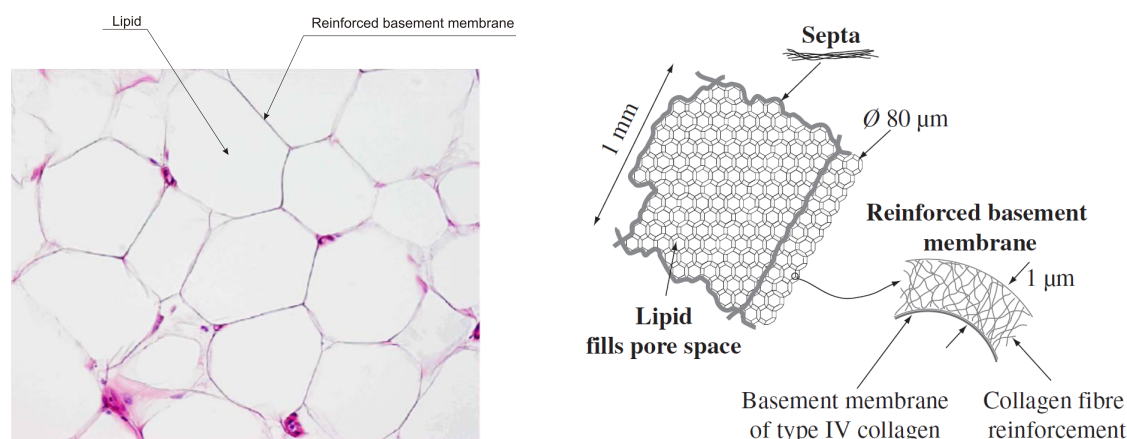 Lipid
Reinforced basement membrane
Septa
1 mm
Ø 80 µm
Reinforced basement
membrane
1 µm
Lipid
fills pore space
Basement membrane
of type IV collagen
Collagen fibre
reinforcement